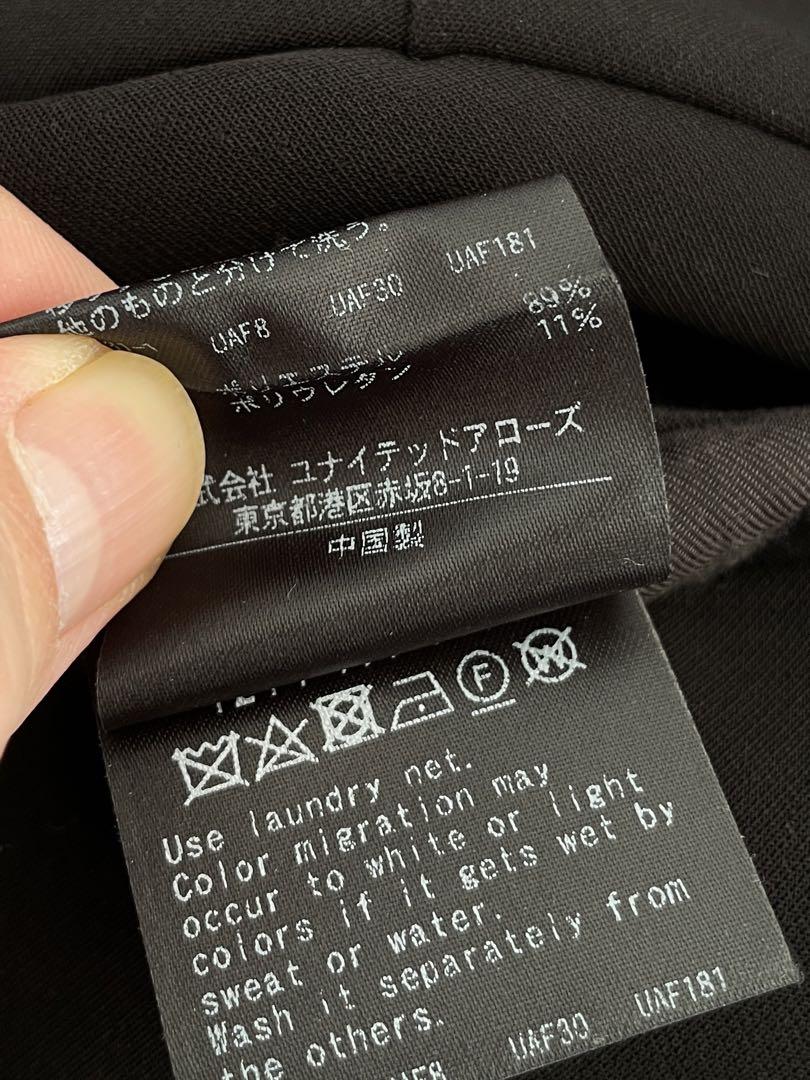 他のものと分けて洗う。
UAF8 UAF30 UAF181
ポリエステル 89%
ポリウレタン 11%
式会社 ユナイテッドアローズ
東京都港区赤坂8-1-19
中国製
F W
Use laundry net.
Color migration may
occur to white or light
colors if it gets wet by
sweat or water.
Wash it separately from
the others.
UAF8 UAF30 UAF181